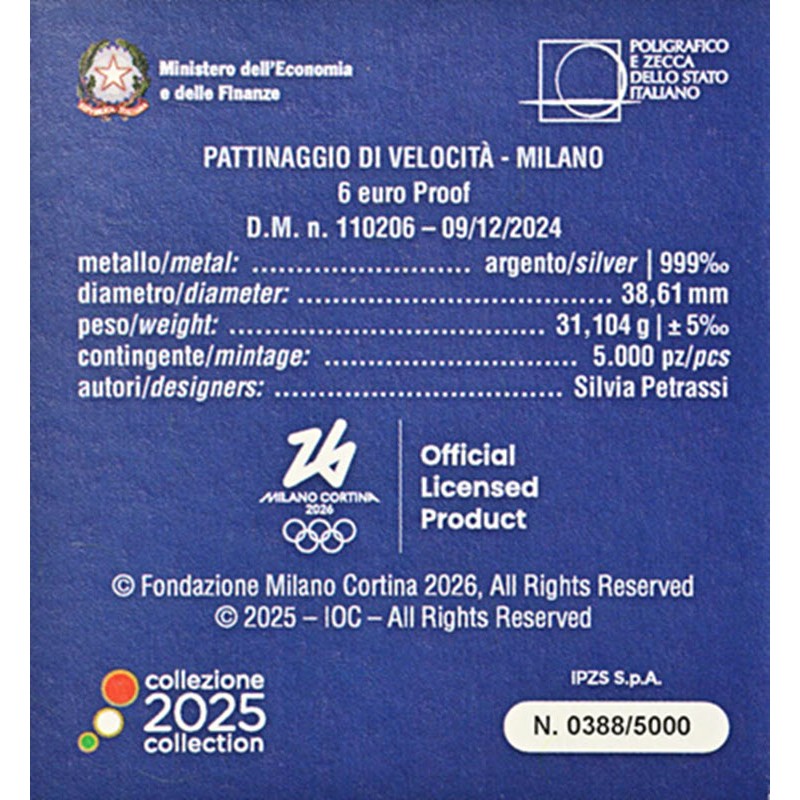 Ministero dell'Economia
e delle Finanze
POLIGRAFICO
E ZECCA
DELLO STATO
ITALIANO
PATTINAGGIO DI VELOCITÀ - MILANO
6 euro Proof
D.M. n. 110206 – 09/12/2024
metallo/metal: ........................ argento/silver | 999‰
diametro/diameter: ................................... 38,61 mm
peso/weight: ................................... 31,104 g | ± 5‰
contingente/mintage: ............................ 5.000 pz/pcs
autori/designers: ................................ Silvia Petrassi
26
MILANO CORTINA
2026
Official
Licensed
Product
© Fondazione Milano Cortina 2026, All Rights Reserved
© 2025 – IOC – All Rights Reserved
collezione
2025
collection
IPZS S.p.A.
N. 0388/5000